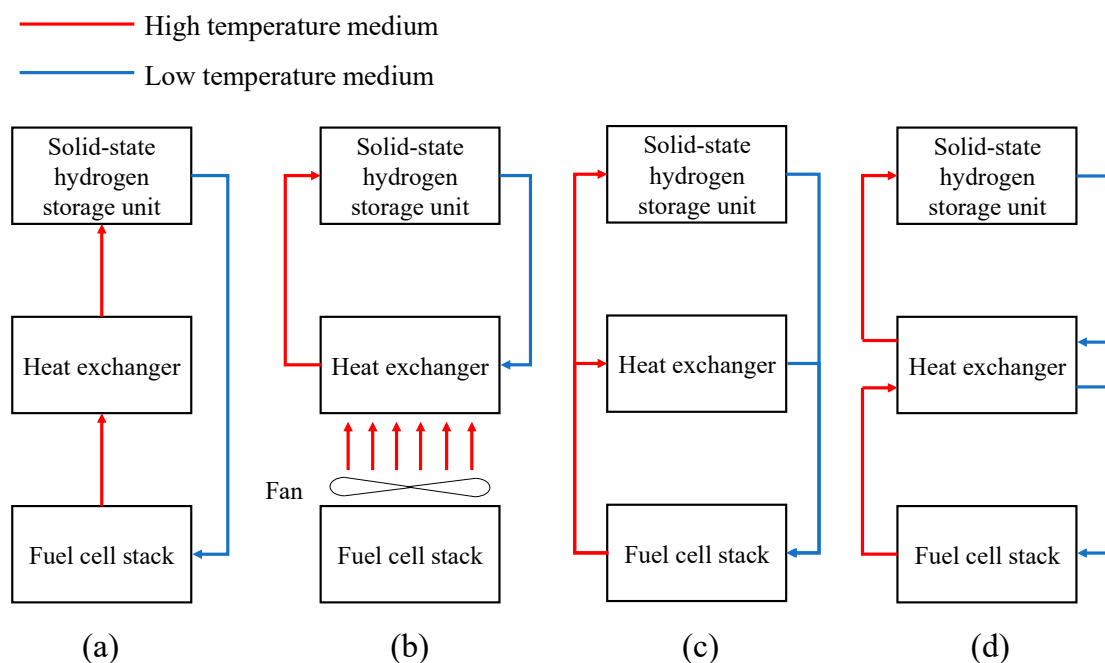 High temperature medium
Low temperature medium
Solid-state
hydrogen
storage unit
Heat exchanger
Fuel cell stack
(a)
Solid-state
hydrogen
storage unit
Heat exchanger
Fan
Fuel cell stack
(b)
Solid-state
hydrogen
storage unit
Heat exchanger
Fuel cell stack
(c)
Solid-state
hydrogen
storage unit
Heat exchanger
Fuel cell stack
(d)